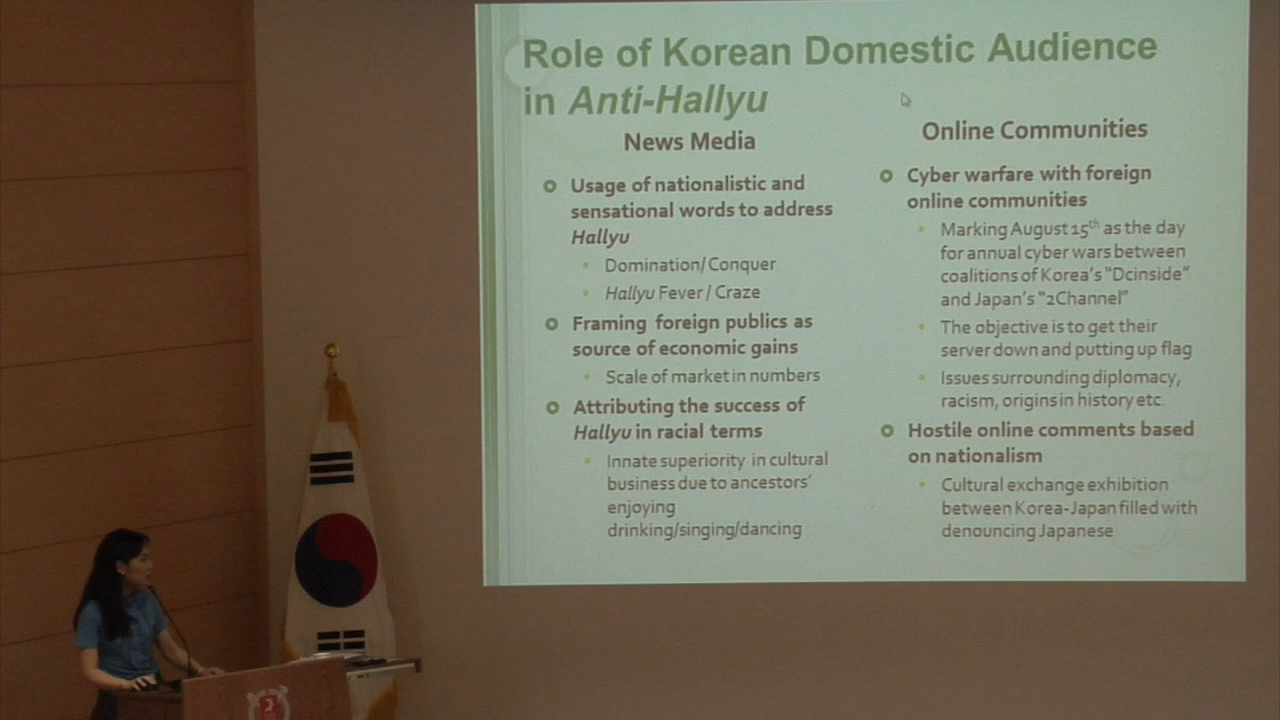 Role of Korean Domestic Audience
in Anti-Hallyu
News Media
Usage of nationalistic and
sensational words to address
Hallyu
Domination/Conquer
Hallyu Fever / Craze
Framing foreign publics as
source of economic gains
Scale of market in numbers
Attributing the success of
Hallyu in racial terms
Innate superiority in cultural
business due to ancestors'
enjoying
drinking/singing/dancing
Online Communities
Cyber warfare with foreign
online communities
Marking August 15th as the day
for annual cyber wars between
coalitions of Korea's "Dcinside"
and Japan's "2Channel"
The objective is to get their
server down and putting up flag
Issues surrounding diplomacy,
racism, origins in history etc
Hostile online comments based
on nationalism
Cultural exchange exhibition
between Korea-Japan filled with
denouncing Japanese